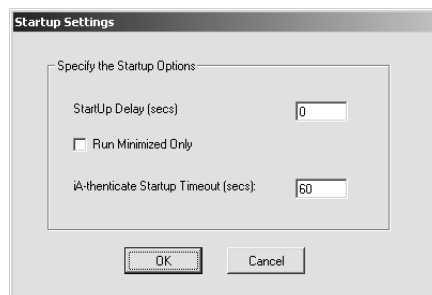 Startup Settings
Specify the Startup Options
StartUp Delay (secs)
0
Run Minimized Only
iA-thenticate Startup Timeout (secs):
60
OK
Cancel